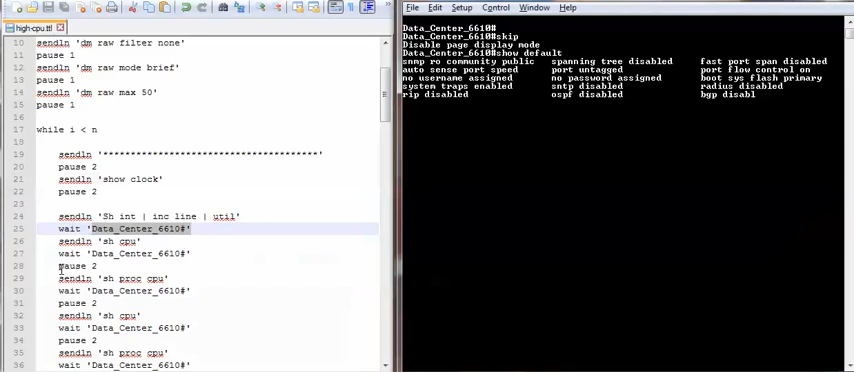 high-cpu.ttl
10 sendln 'dm raw filter none'
11 pause 1
12 sendln 'dm raw mode brief'
13 pause 1
14 sendln 'dm raw max 50'
15 pause 1
16
17 while i < n
18
19 sendln '****************************************'
20 pause 2
21 sendln 'show clock'
22 pause 2
23
24 sendln 'Sh int | inc line | util'
25 wait 'Data_Center_6610#'
26 sendln 'sh cpu'
27 wait 'Data_Center_6610#'
28 pause 2
29 sendln 'sh proc cpu'
30 wait 'Data_Center_6610#'
31 pause 2
32 sendln 'sh cpu'
33 wait 'Data_Center_6610#'
34 pause 2
35 sendln 'sh proc cpu'
36 wait 'Data_Center_6610#'
File Edit Setup Control Window Help
Data_Center_6610#
Data_Center_6610#skip
Disable page display mode
Data_Center_6610#show default
snmp ro community public spanning tree disabled fast port span disabled
auto sense port speed port untagged port flow control on
no username assigned no password assigned boot sys flash primary
system traps enabled sntp disabled radius disabled
rip disabled ospf disabled bgp disabl